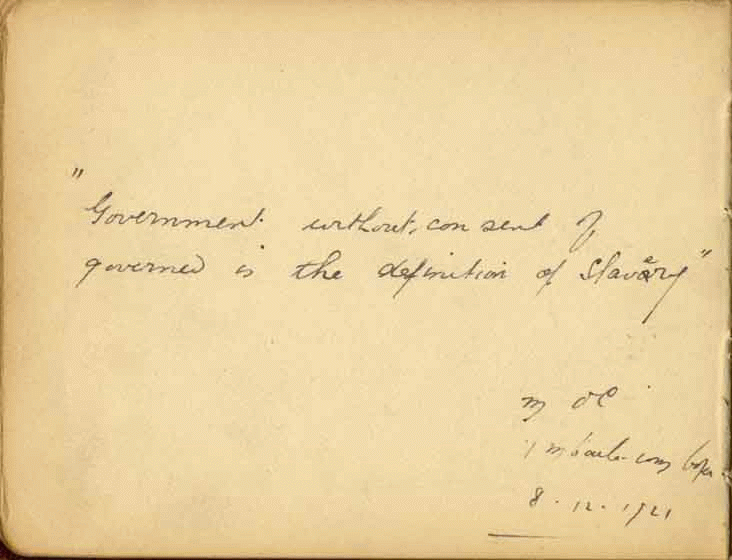 "
Government without, consent of
governed is the definition of Slavery"
8 . 12 . 1921